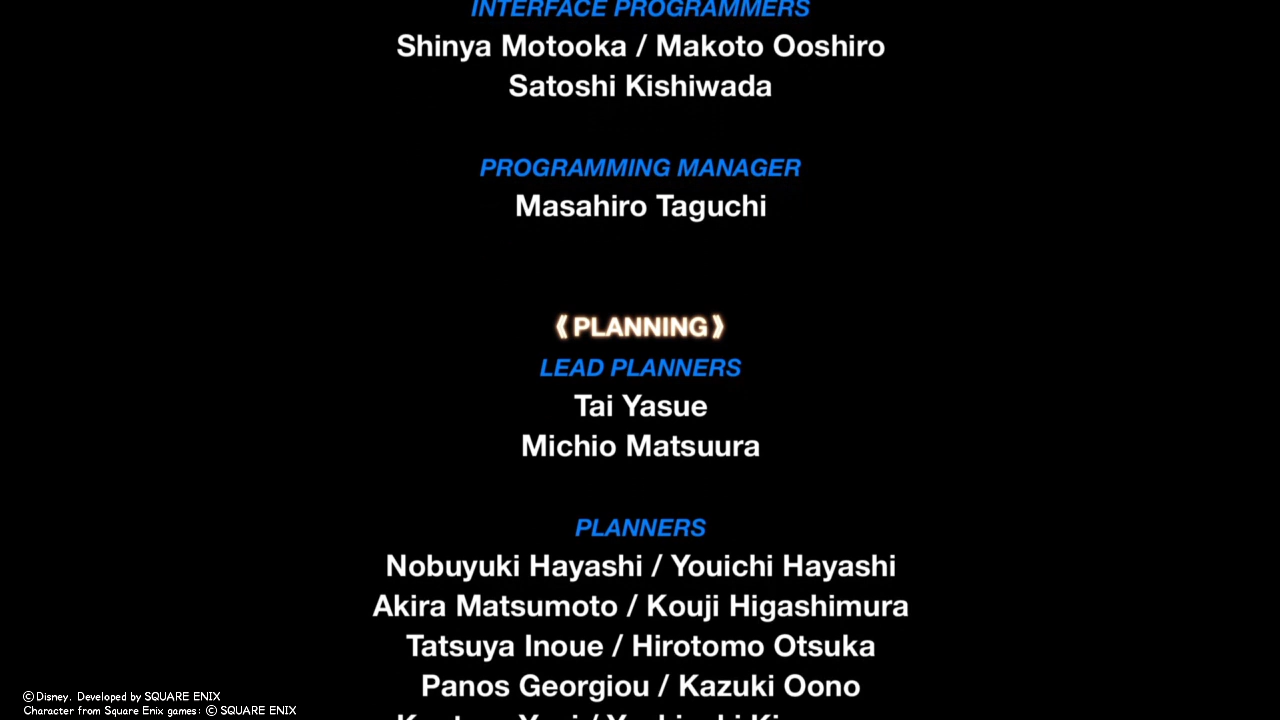 INTERFACE PROGRAMMERS
Shinya Motooka / Makoto Ooshiro
Satoshi Kishiwada
PROGRAMMING MANAGER
Masahiro Taguchi
《PLANNING》
LEAD PLANNERS
Tai Yasue
Michio Matsuura
PLANNERS
Nobuyuki Hayashi / Youichi Hayashi
Akira Matsumoto / Kouji Higashimura
Tatsuya Inoue / Hirotomo Otsuka
Panos Georgiou / Kazuki Oono
© Disney. Developed by SQUARE ENIX
Character from Square Enix games: © SQUARE ENIX